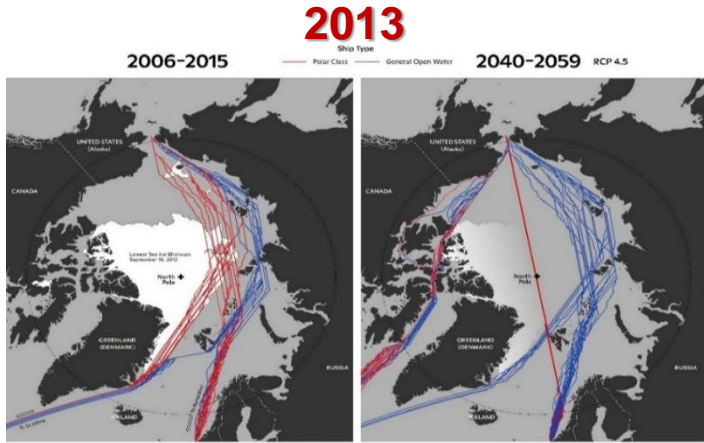 2013
Ship Type
2006-2015
Polar Class
General Open Water
2040-2059
RCP 4.5
UNITED STATES
(Alaska)
CANADA
Lowest Sea Ice Minimum
September 16, 2012
North
Pole
GREENLAND
(DENMARK)
RUSSIA
ICELAND
UNITED STATES
(Alaska)
CANADA
North
Pole
GREENLAND
(DENMARK)
RUSSIA
ICELAND